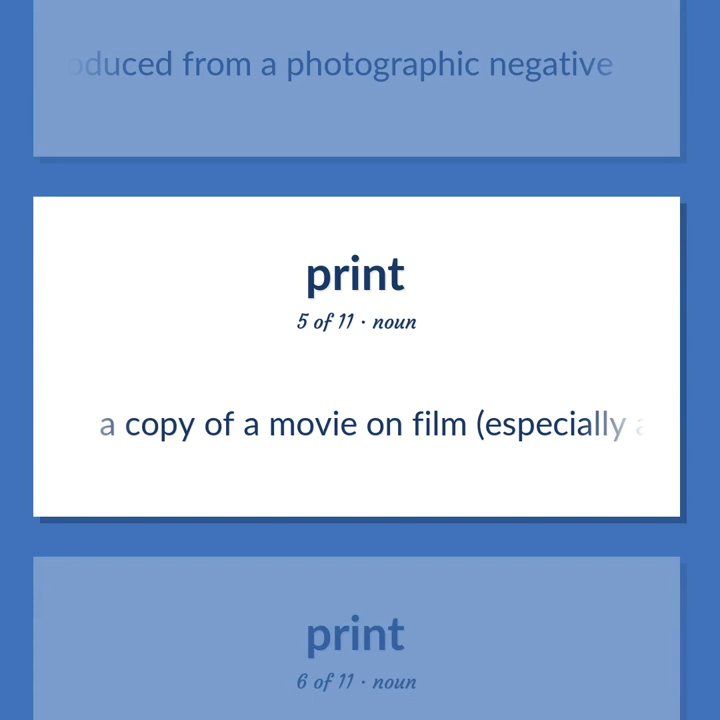 from a photographic negative
print
5 of 11 · noun
a copy of a movie on film (especially
print
6 of 11 · noun